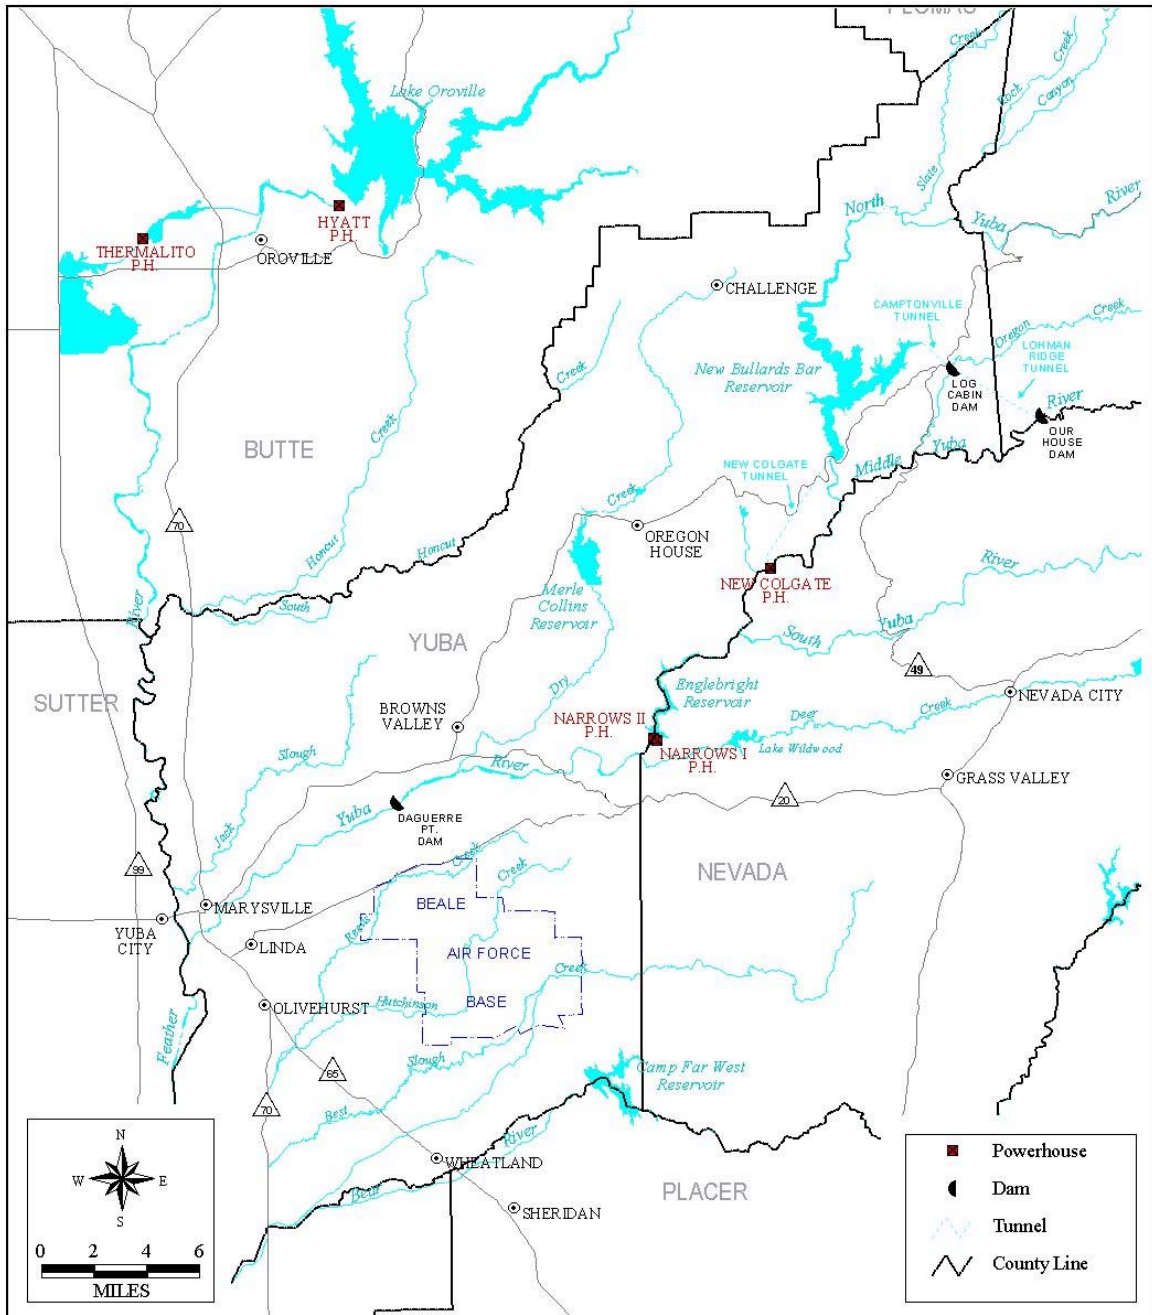 PLUMAS
Creek
Rock
Creek
Canyon
Slate
Lake Oroville
North
Yuba
River
HYATT
P.H.
THERMALITO
P.H.
OROVILLE
CHALLENGE
CAMPTONVILLE
TUNNEL
Oregon
Creek
LOHMAN
RIDGE
TUNNEL
Creek
New Bullards Bar
Reservoir
LOG
CABIN
DAM
River
OUR
HOUSE
DAM
Creek
BUTTE
Middle
Yuba
NEW COLGATE
TUNNEL
70
Creek
OREGON
HOUSE
Honcut
Honcut
South
River
Merle
Collins
Reservoir
NEW COLGATE
P.H.
River
South
Yuba
YUBA
49
SUTTER
Dry
Englebright
Reservoir
NEVADA CITY
BROWNS
VALLEY
NARROWS II
P.H.
Deer
Creek
Slough
River
NARROWS I
P.H.
Lake Wildwood
GRASS VALLEY
Yuba
20
DAGUERRE
PT.
DAM
Jack
99
Creek
Creek
NEVADA
BEALE
MARYSVILLE
YUBA
CITY
LINDA
Reeds
AIR FORCE
Creek
BASE
Hutchinson
OLIVEHURST
Feather
Slough
65
Camp Far West
Reservoir
70
Best
River
WHEATLAND
Bear
PLACER
SHERIDAN
N
W E
S
0 2 4 6
MILES
Powerhouse
Dam
Tunnel
County Line